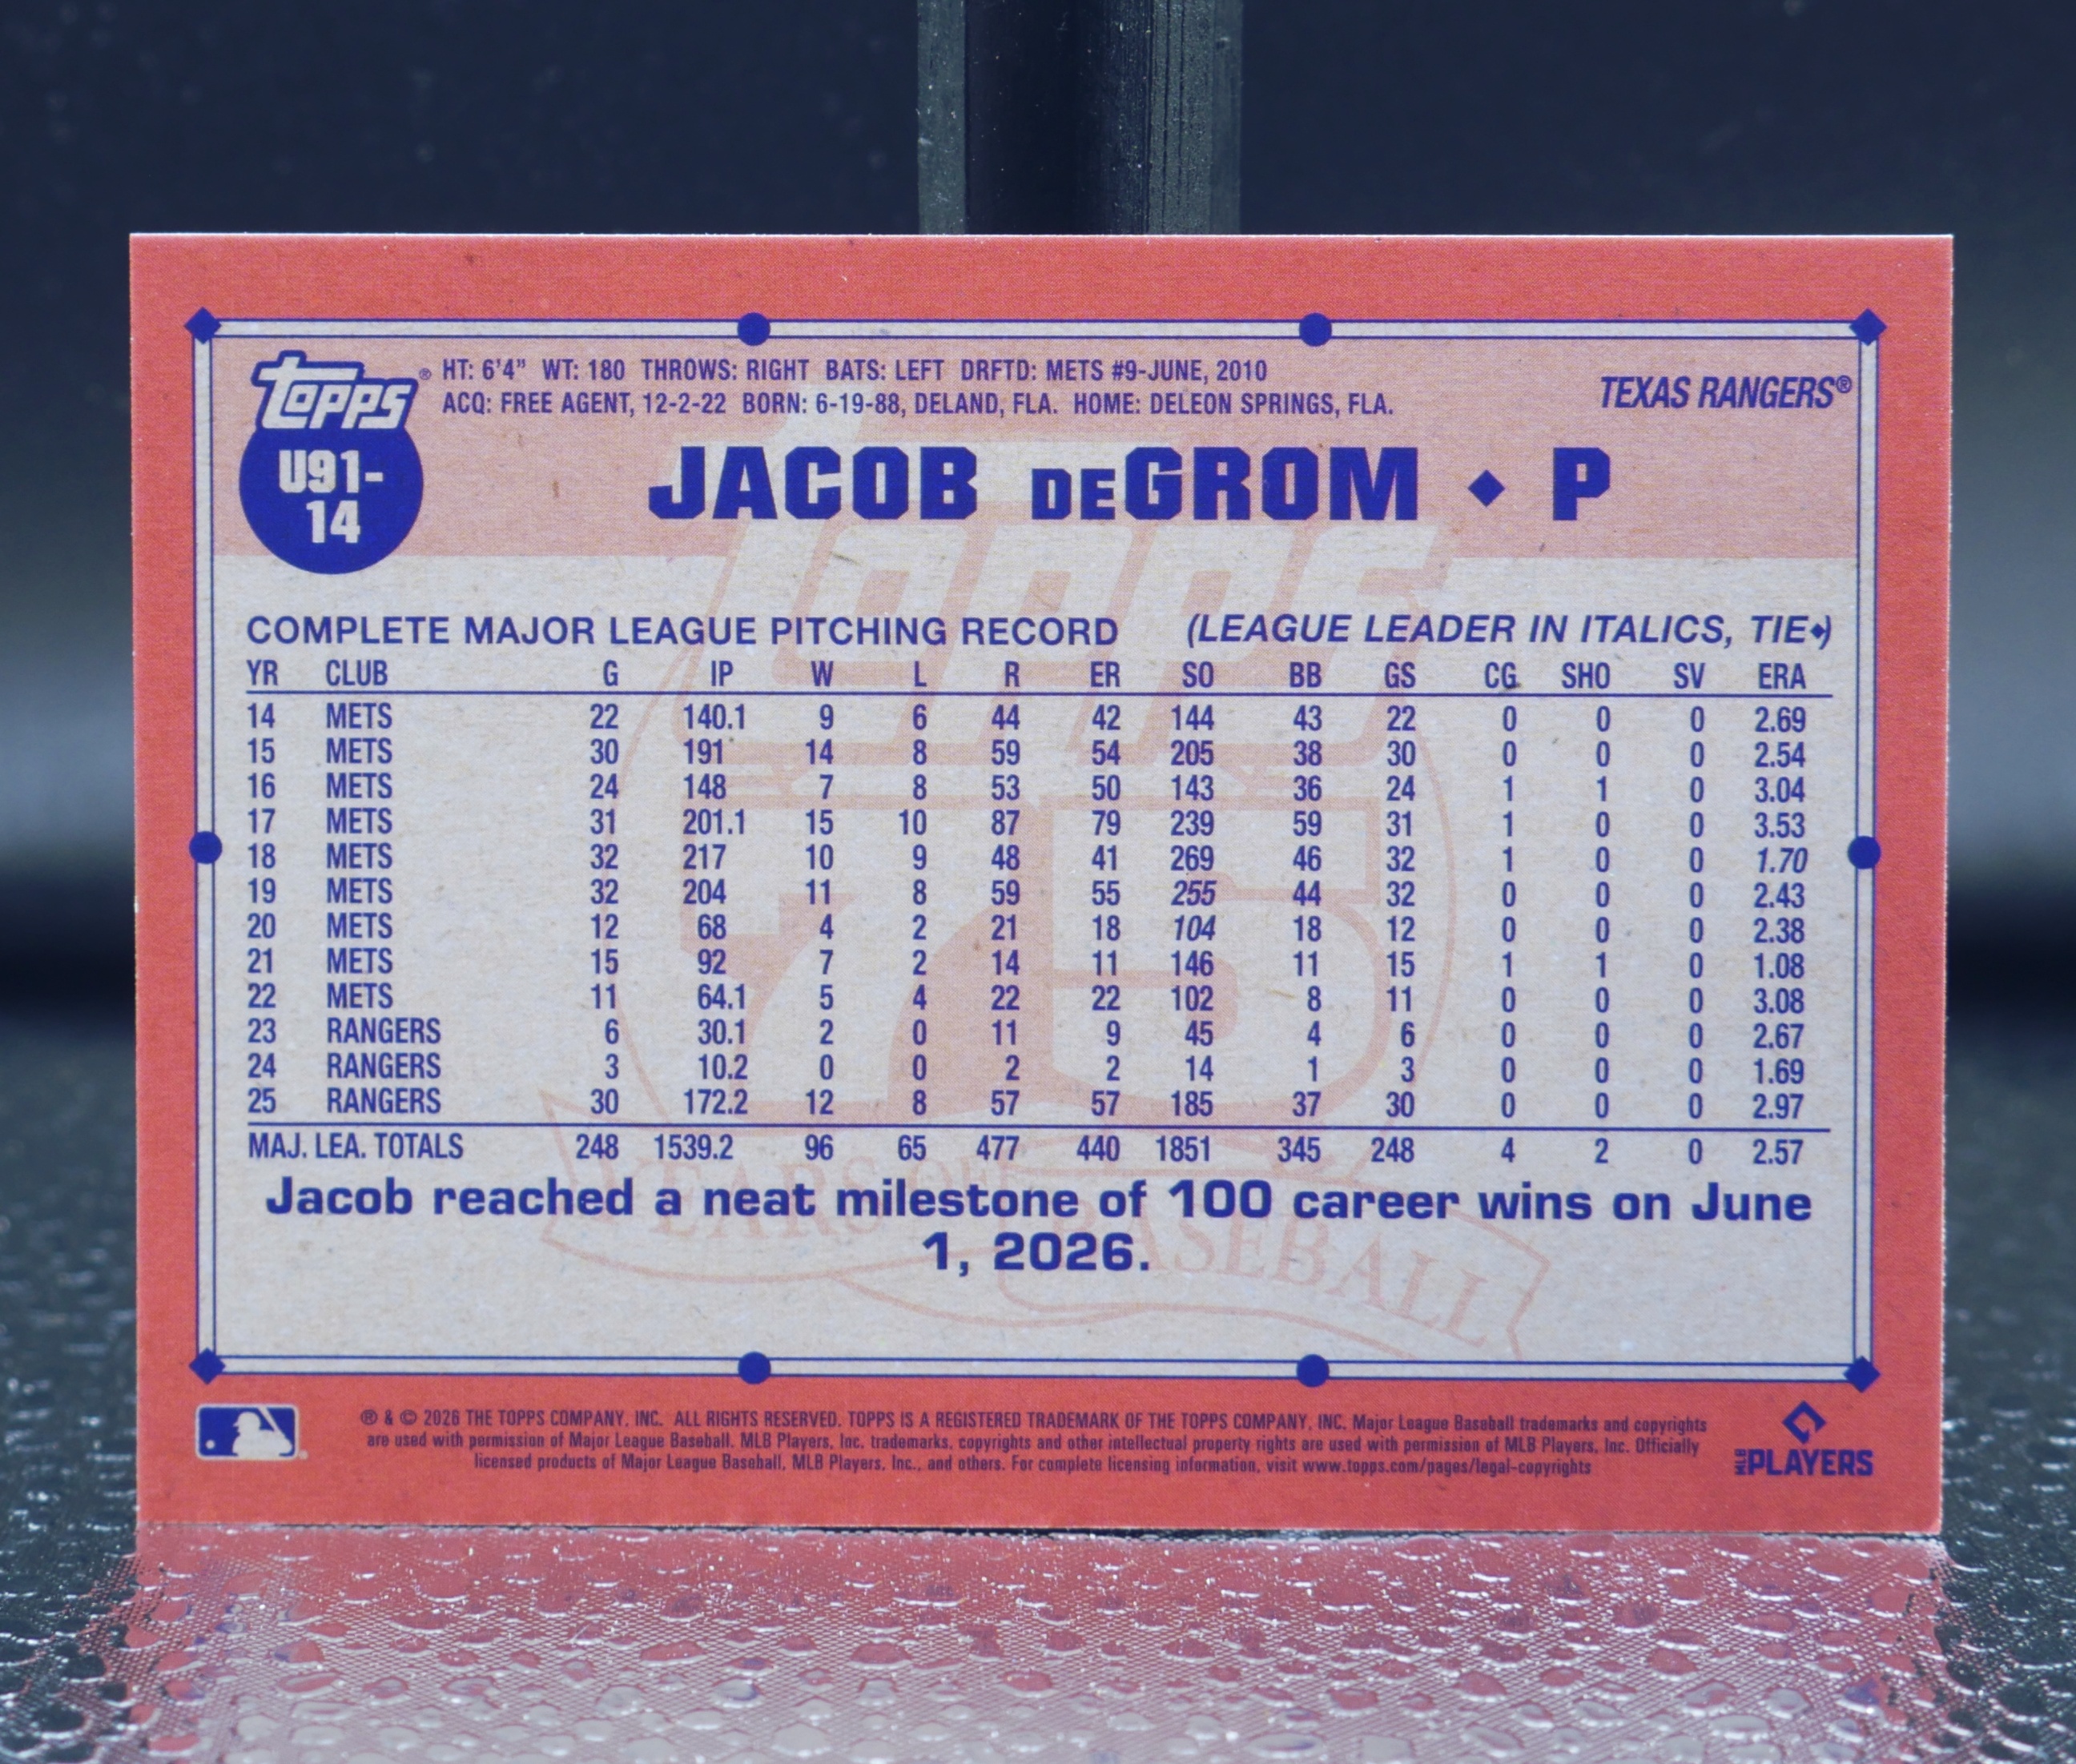 topps ® HT: 6'4" WT: 180 THROWS: RIGHT BATS: LEFT DRFTD: METS #9-JUNE, 2010
ACQ: FREE AGENT, 12-2-22 BORN: 6-19-88, DELAND, FLA. HOME: DELEON SPRINGS, FLA.
TEXAS RANGERS®
U91-
14
JACOB DEGROM ♦ P
COMPLETE MAJOR LEAGUE PITCHING RECORD (LEAGUE LEADER IN ITALICS, TIE♦)
YR CLUB G IP W L R ER SO BB GS CG SHO SV ERA
14 METS 22 140.1 9 6 44 42 144 43 22 0 0 0 2.69
15 METS 30 191 14 8 59 54 205 38 30 0 0 0 2.54
16 METS 24 148 7 8 53 50 143 36 24 1 1 0 3.04
17 METS 31 201.1 15 10 87 79 239 59 31 1 0 0 3.53
18 METS 32 217 10 9 48 41 269 46 32 1 0 0 1.70
19 METS 32 204 11 8 59 55 255 44 32 0 0 0 2.43
20 METS 12 68 4 2 21 18 104 18 12 0 0 0 2.38
21 METS 15 92 7 2 14 11 146 11 15 1 1 0 1.08
22 METS 11 64.1 5 4 22 22 102 8 11 0 0 0 3.08
23 RANGERS 6 30.1 2 0 11 9 45 4 6 0 0 0 2.67
24 RANGERS 3 10.2 0 0 2 2 14 1 3 0 0 0 1.69
25 RANGERS 30 172.2 12 8 57 57 185 37 30 0 0 0 2.97
MAJ. LEA. TOTALS 248 1539.2 96 65 477 440 1851 345 248 4 2 0 2.57
Jacob reached a neat milestone of 100 career wins on June
1, 2026.
topps
75
YEARS OF BASEBALL
® & © 2026 THE TOPPS COMPANY, INC. ALL RIGHTS RESERVED. TOPPS IS A REGISTERED TRADEMARK OF THE TOPPS COMPANY, INC. Major League Baseball trademarks and copyrights
are used with permission of Major League Baseball. MLB Players, Inc. trademarks, copyrights and other intellectual property rights are used with permission of MLB Players, Inc. Officially
licensed products of Major League Baseball, MLB Players, Inc., and others. For complete licensing information, visit www.topps.com/pages/legal-copyrights
MLB PLAYERS